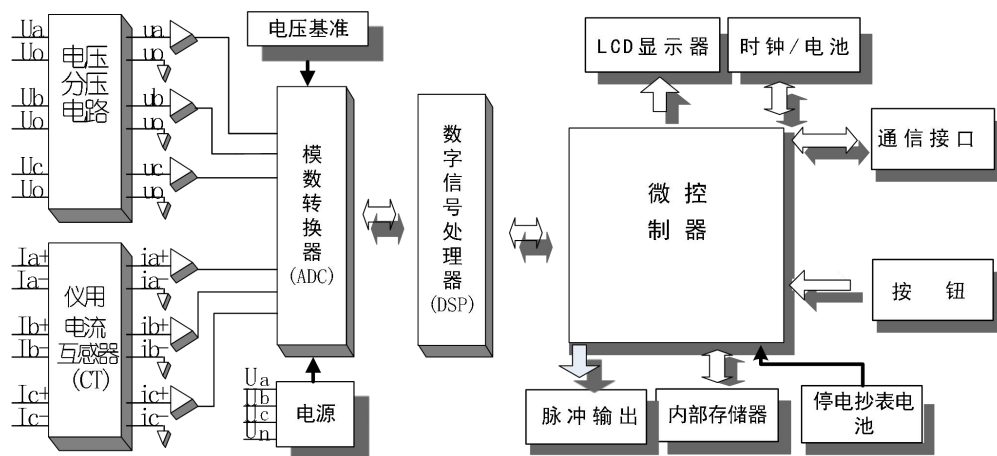 Ua
Uo
Ub
Uo
Uc
Uo
电压
分压
电路
ua
uo
ub
uo
uc
uo
Ia+
Ia-
Ib+
Ib-
Ic+
Ic-
仪用
电流
互感器
(CT)
ia+
ia-
ib+
ib-
ic+
ic-
电压基准
模数转换器
(ADC)
Ua
Ub
Uc
Un
电源
数字信号处理器
(DSP)
LCD显示器
时钟/电池
微控
制器
通信接口
按 钮
脉冲输出
内部存储器
停电抄表电
池